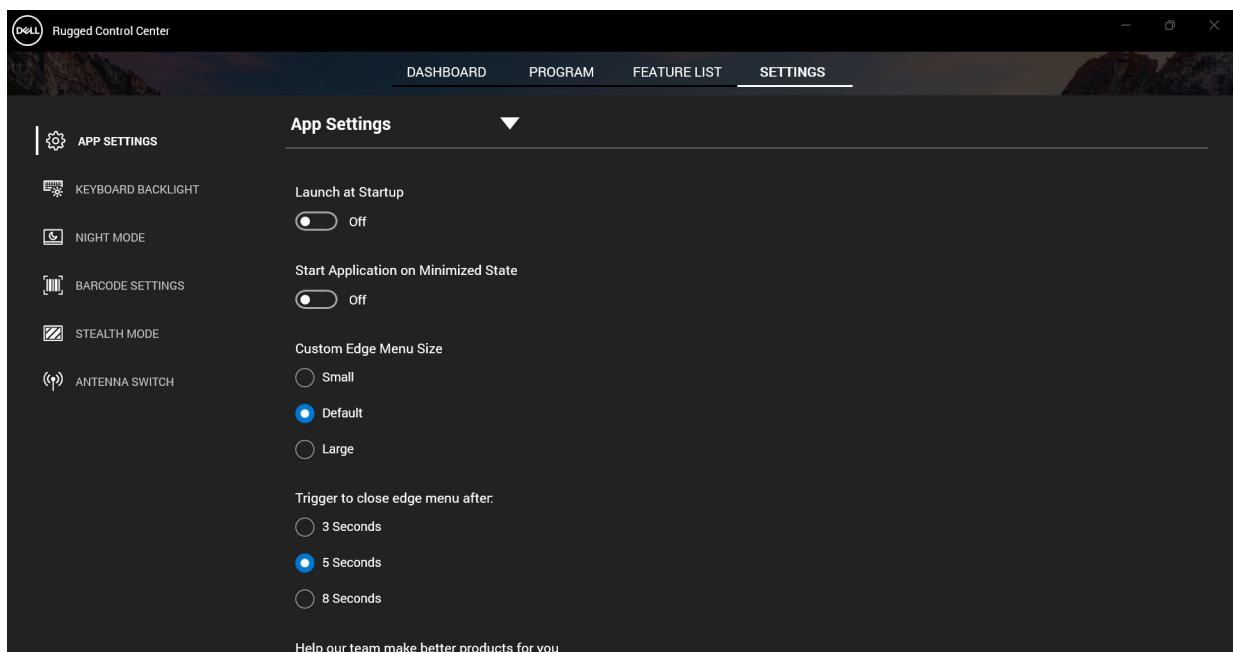 DELL
Rugged Control Center
DASHBOARD PROGRAM FEATURE LIST SETTINGS
APP SETTINGS
KEYBOARD BACKLIGHT
NIGHT MODE
BARCODE SETTINGS
STEALTH MODE
ANTENNA SWITCH
App Settings
Launch at Startup
Off
Start Application on Minimized State
Off
Custom Edge Menu Size
Small
Default
Large
Trigger to close edge menu after:
3 Seconds
5 Seconds
8 Seconds
Help our team make better products for you